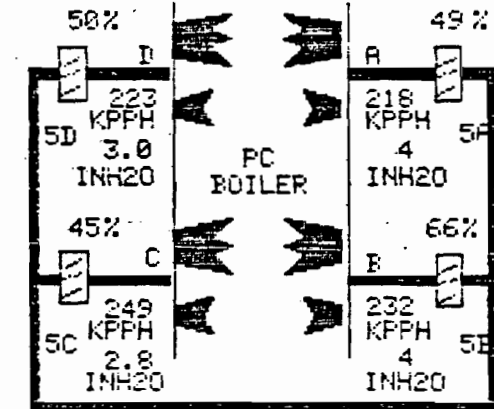 50%
49%
D
A
223
KPPH
3.0
INH2O
218
KPPH
4
INH2O
5D
5A
PC
BOILER
45%
66%
C
B
249
KPPH
2.8
INH2O
232
KPPH
4
INH2O
5C
5B